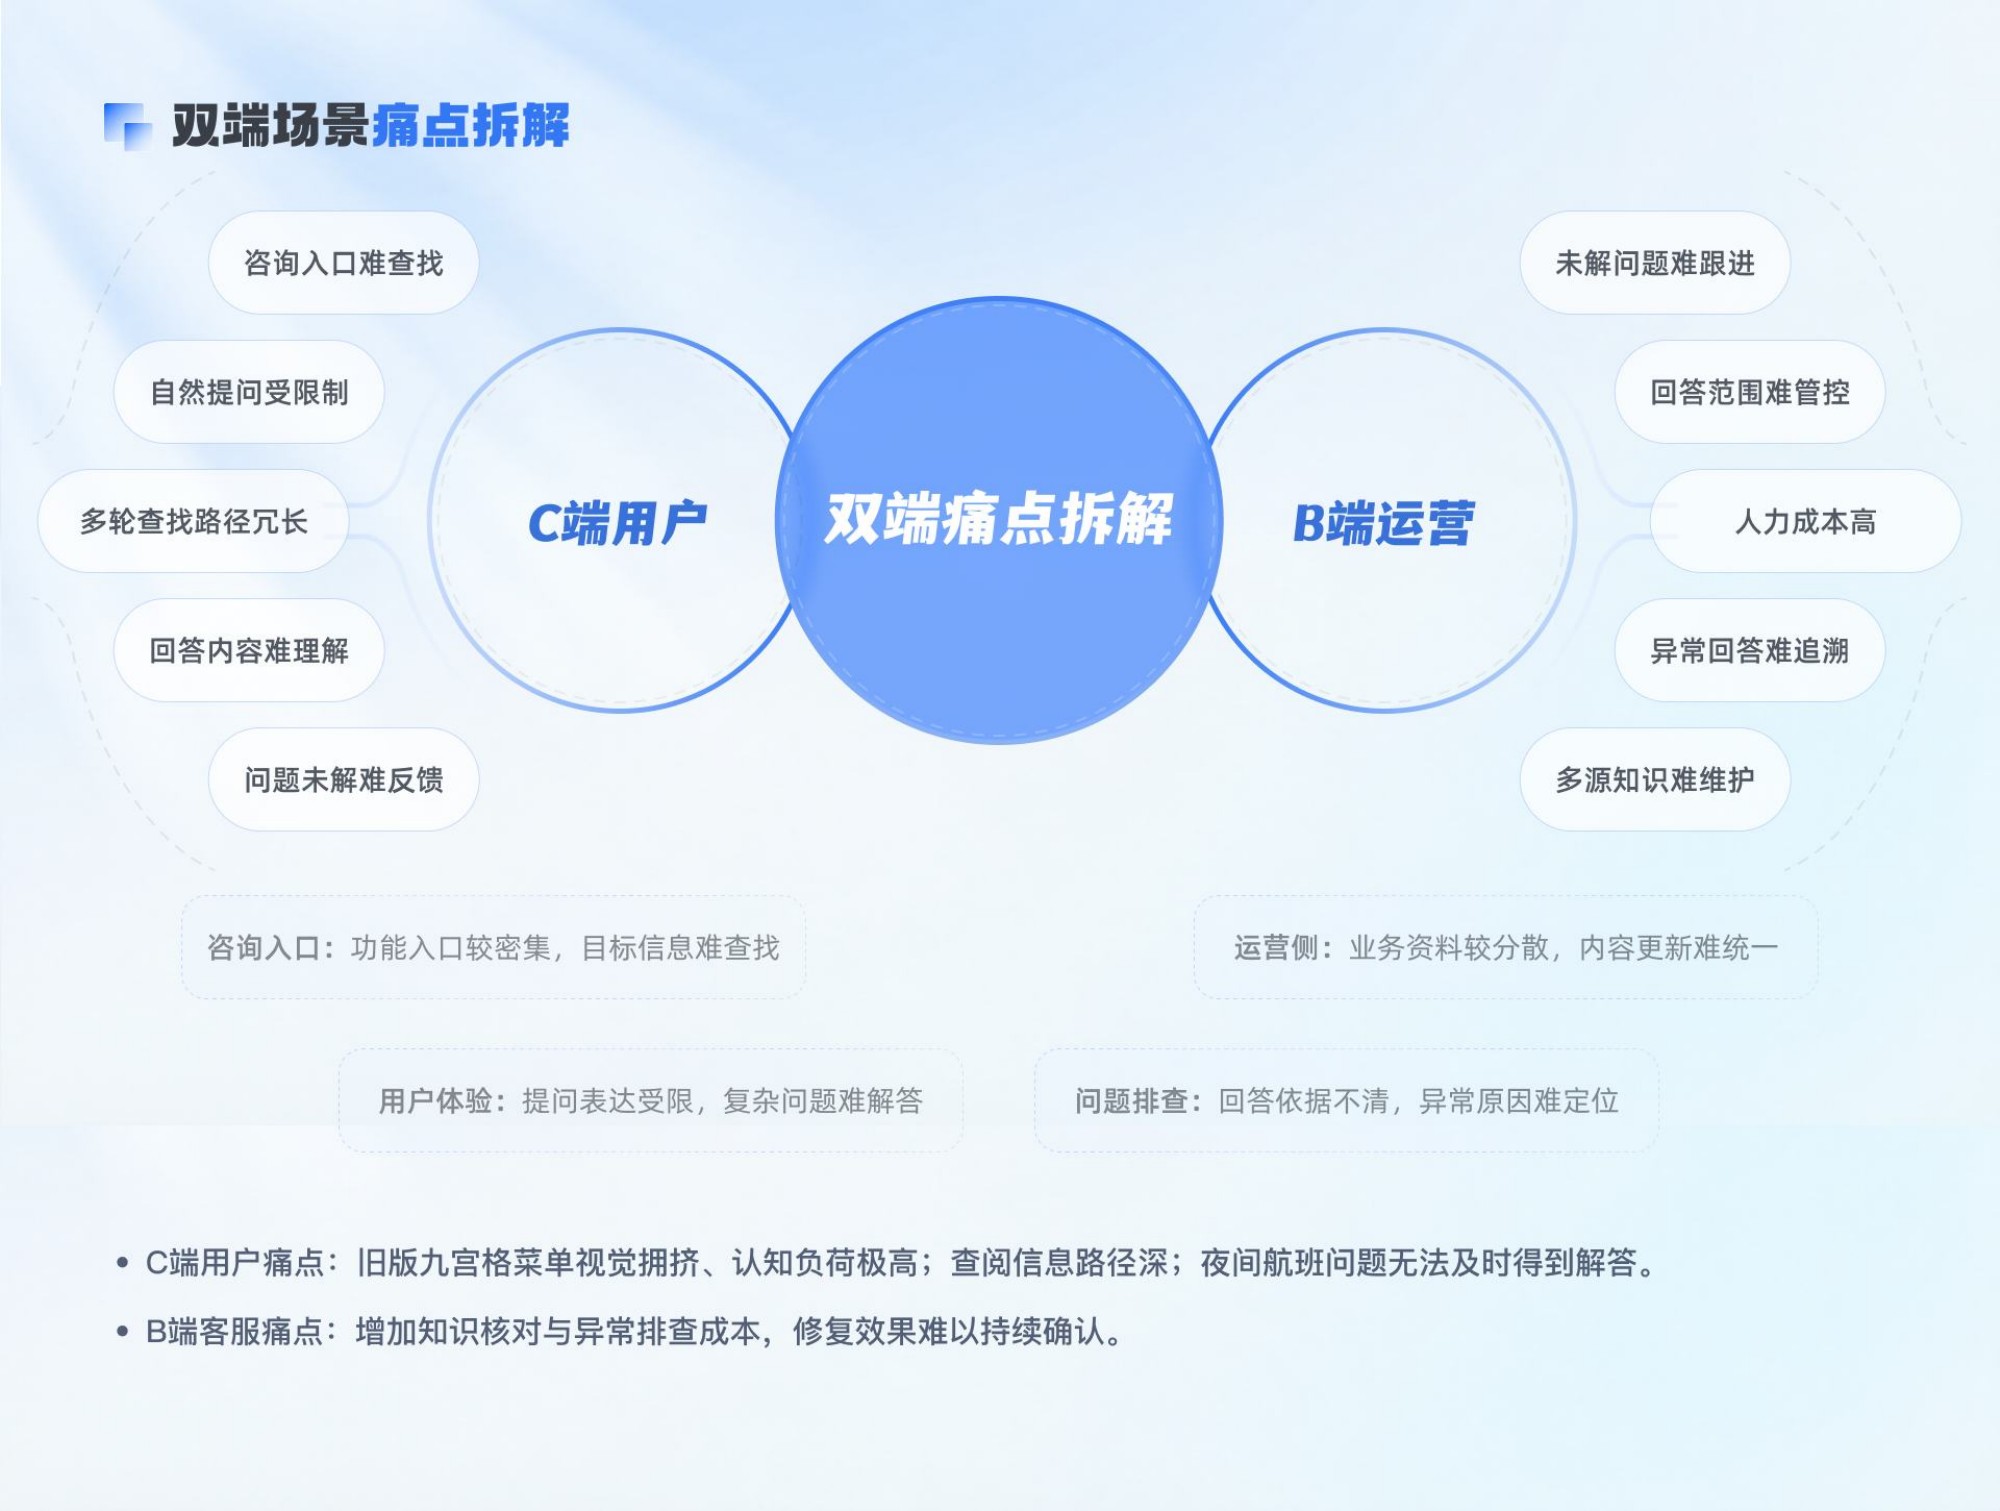 双端场景痛点拆解
咨询入口难查找
自然提问受限制
多轮查找路径冗长
回答内容难理解
问题未解难反馈
C端用户
双端痛点拆解
B端运营
未解问题难跟进
回答范围难管控
人力成本高
异常回答难追溯
多源知识难维护
咨询入口：功能入口较密集，目标信息难查找
运营侧：业务资料较分散，内容更新难统一
用户体验：提问表达受限，复杂问题难解答
问题排查：回答依据不清，异常原因难定位
• C端用户痛点：旧版九宫格菜单视觉拥挤、认知负荷极高；查阅信息路径深；夜间航班问题无法及时得到解答。
• B端客服痛点：增加知识核对与异常排查成本，修复效果难以持续确认。